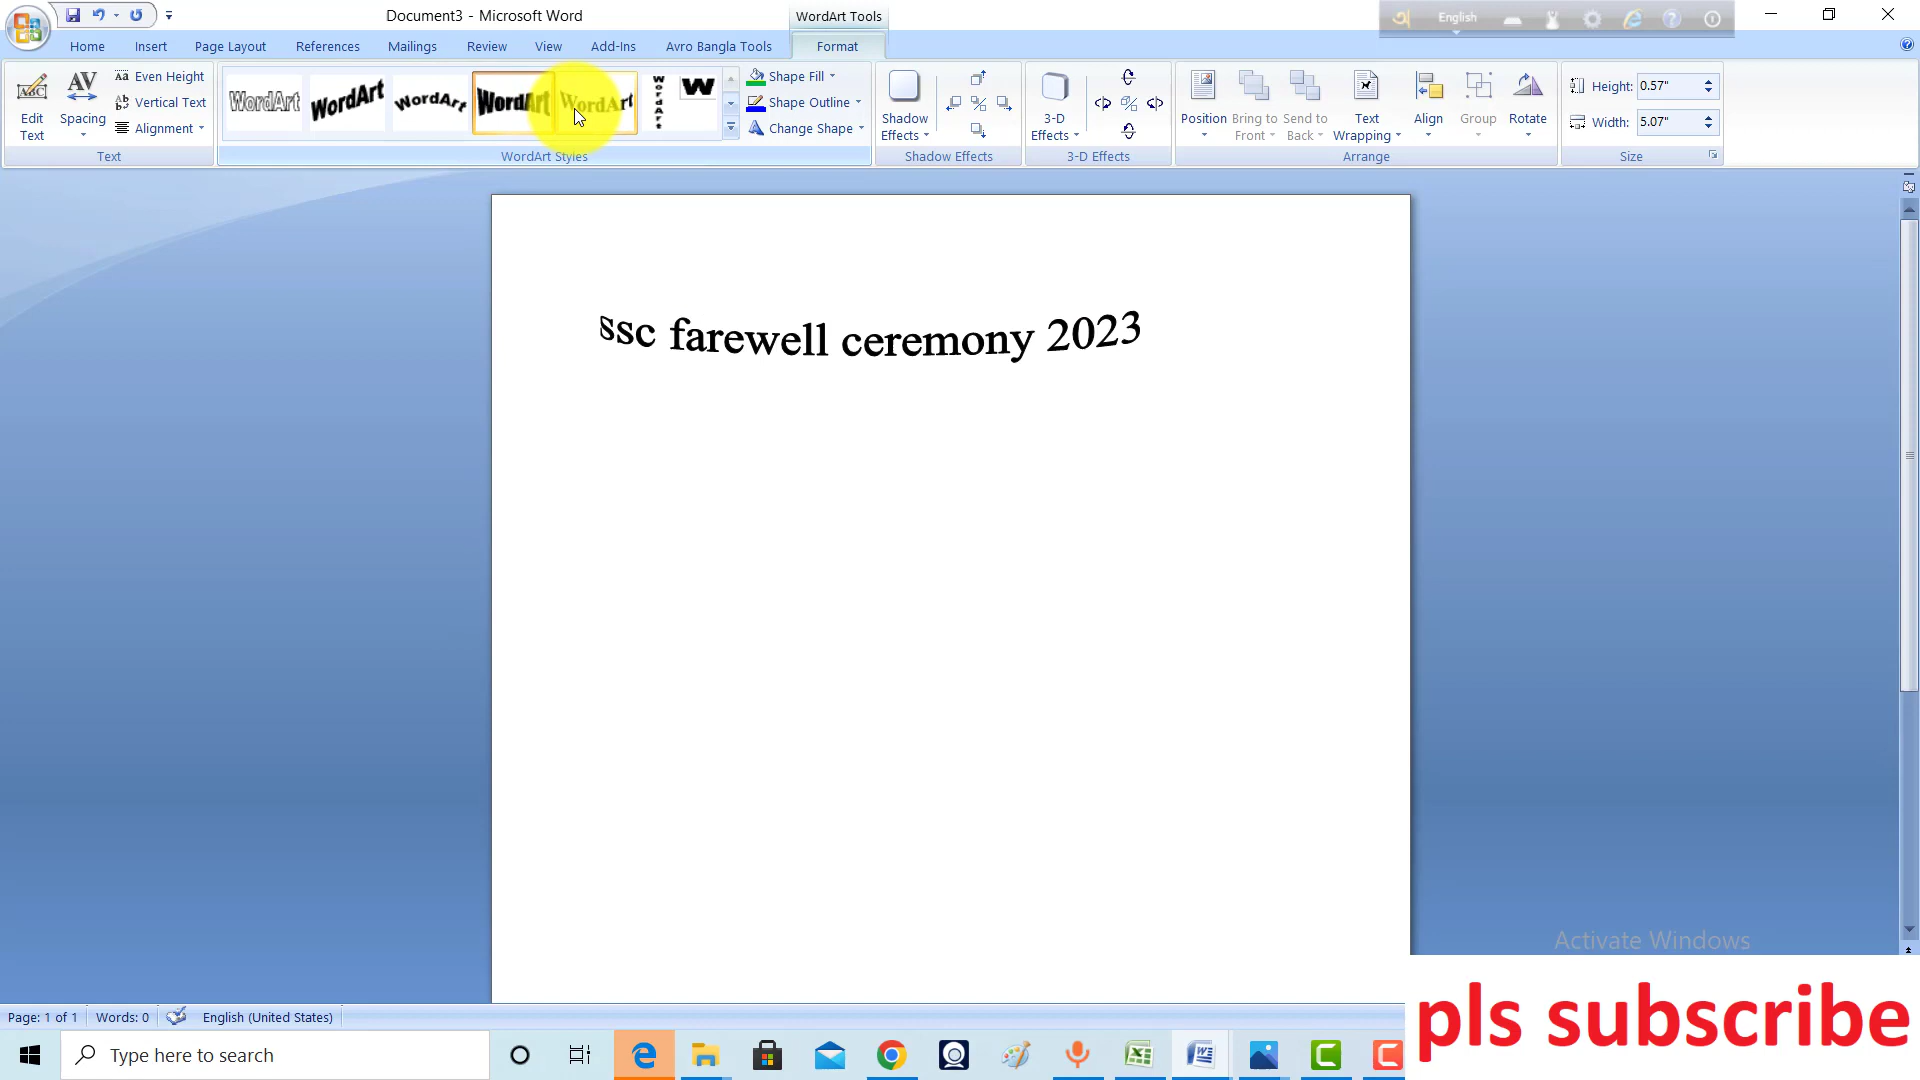 Document3 - Microsoft Word
WordArt Tools
English
Home
Insert
Page Layout
References
Mailings
Review
View
Add-Ins
Avro Bangla Tools
Format
Edit Text
Spacing
Even Height
Vertical Text
Alignment
Text
WordArt
WordArt
WordArt
WordArt
WordArt
WordArt
W
WordArt Styles
Shape Fill
Shape Outline
Change Shape
Shadow Effects
Shadow Effects
3-D Effects
3-D Effects
Position
Bring to Front
Send to Back
Text Wrapping
Align
Group
Rotate
Arrange
Height: 0.57"
Width: 5.07"
Size
ssc farewell ceremony 2023
Activate Windows
pls subscribe
Page: 1 of 1
Words: 0
English (United States)
Type here to search